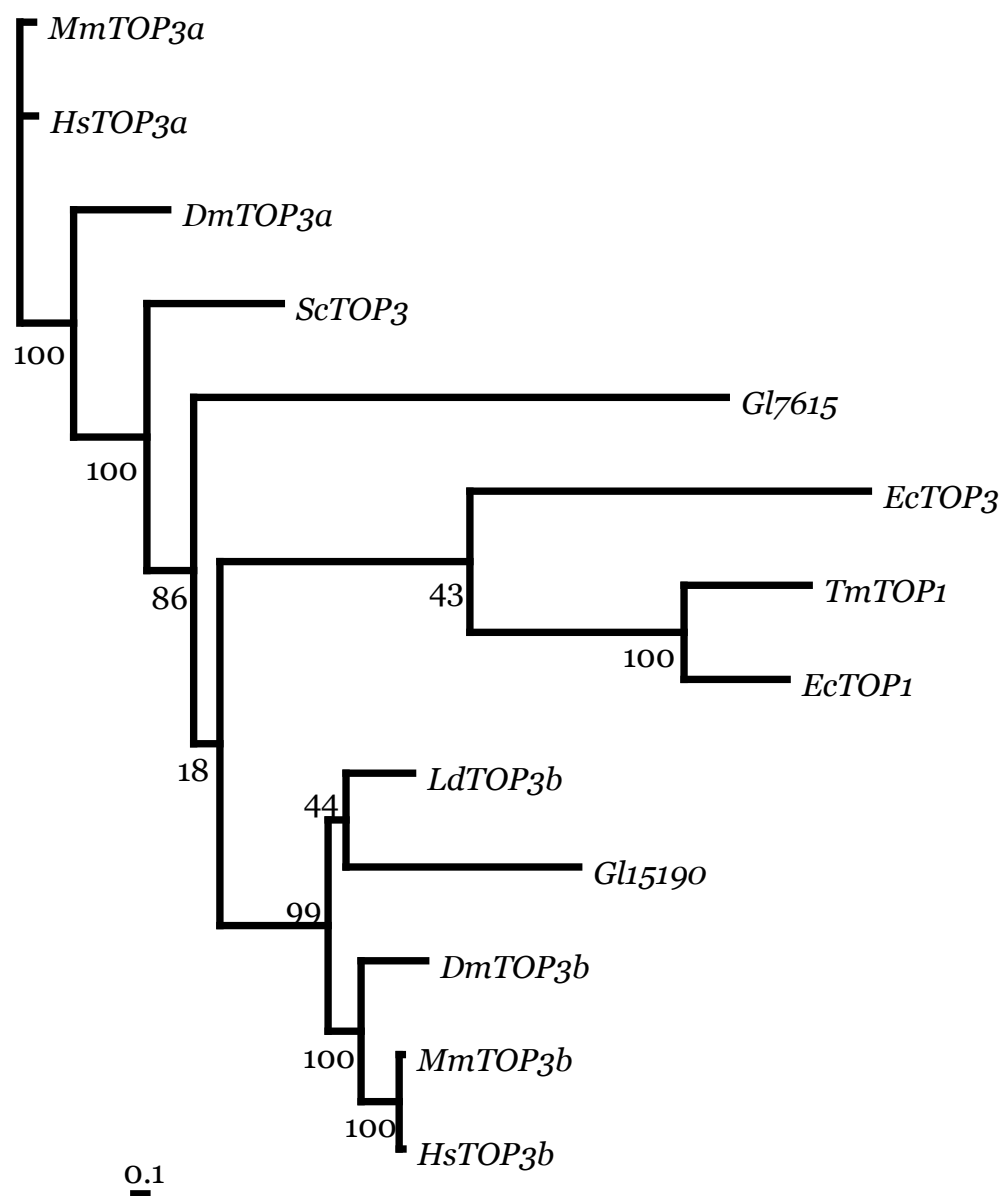 MmTOP3a
HsTOP3a
DmTOP3a
ScTOP3
100
Gl7615
100
EcTOP3
TmTOP1
86
43
100
EcTOP1
18
LdTOP3b
44
Gl15190
99
DmTOP3b
100
MmTOP3b
100
HsTOP3b
0.1